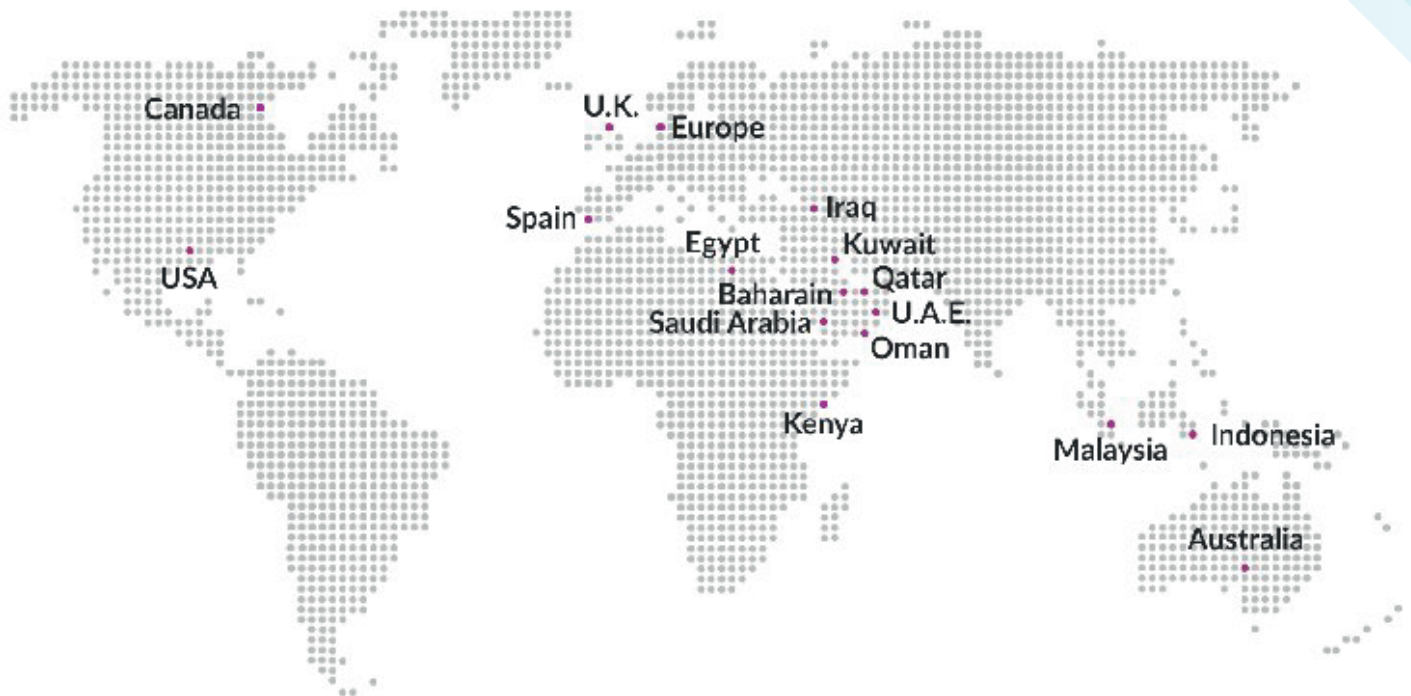 Canada
U.K.
Europe
Spain
Iraq
Egypt
Kuwait
USA
Baharain
Qatar
Saudi Arabia
U.A.E.
Oman
Kenya
Malaysia
Indonesia
Australia